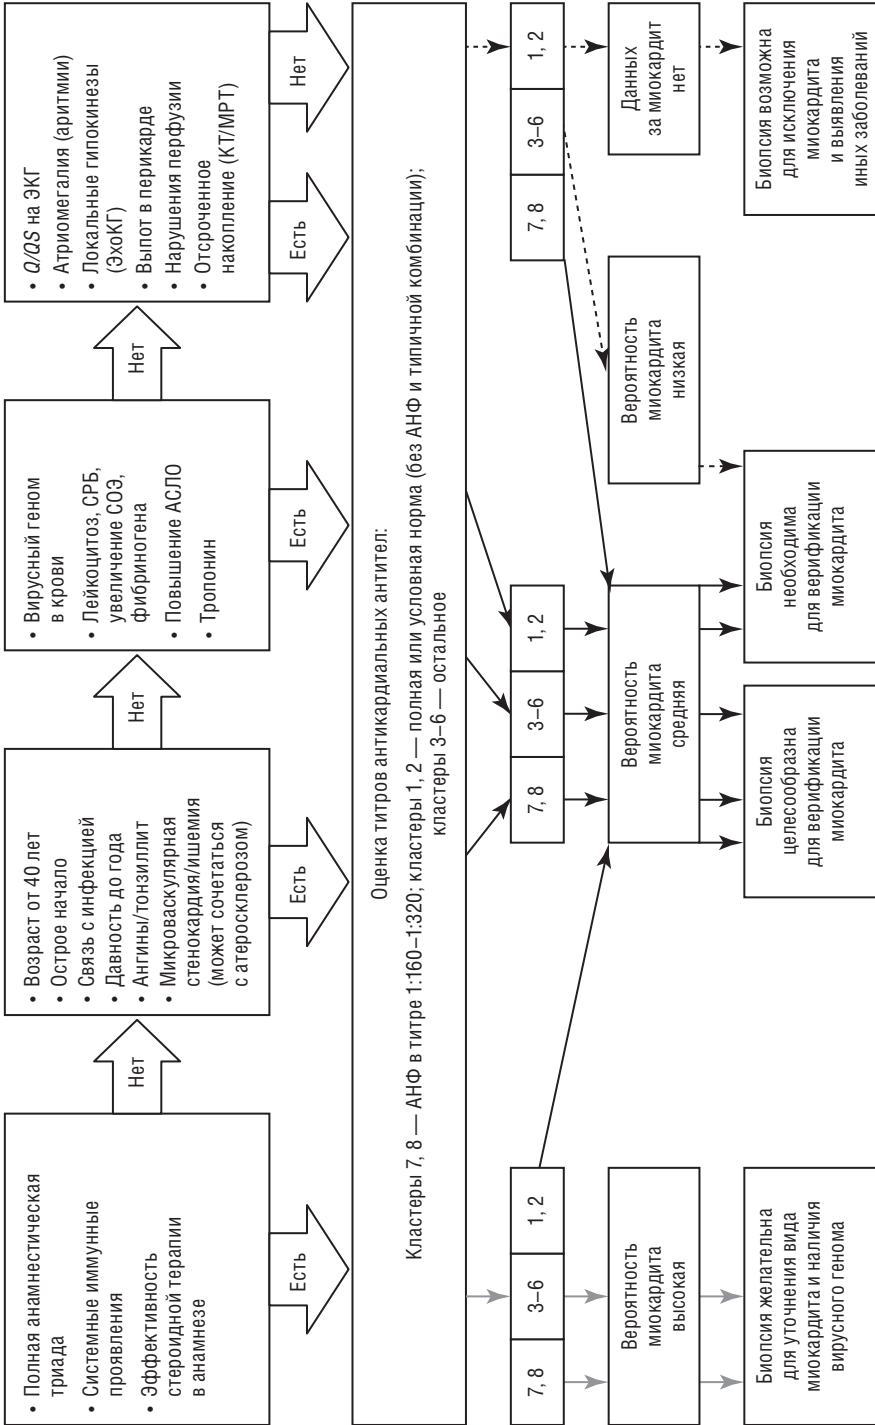 • Полная анамнестическая
триада
• Системные иммунные
проявления
• Эффективность
стероидной терапии
в анамнезе
Нет
• Возраст от 40 лет
• Острое начало
• Связь с инфекцией
• Давность до года
• Ангины/тонзиллит
• Микроваскулярная
стенокардия/ишемия
(может сочетаться
с атеросклерозом)
Нет
• Вирусный геном
в крови
• Лейкоцитоз, СРБ,
увеличение СОЭ,
фибриногена
• Повышение АСЛО
• Тропонин
Нет
• Q/QS на ЭКГ
• Атриомегалия (аритмии)
• Локальные гипокинезы
(ЭхоКГ)
• Выпот в перикарде
• Нарушения перфузии
• Отсроченное
накопление (КТ/МРТ)
Есть
Есть
Есть
Есть
Нет
Оценка титров антикардиальных антител:
Кластеры 7, 8 — АНФ в титре 1:160–1:320; кластеры 1, 2 — полная или условная норма (без АНФ и типичной комбинации);
кластеры 3–6 — остальное
7, 8
3–6
1, 2
7, 8
3–6
1, 2
7, 8
3–6
1, 2
Вероятность
миокардита
высокая
Вероятность
миокардита
средняя
Вероятность
миокардита
низкая
Данных
за миокардит
нет
Биопсия желательна
для уточнения вида
миокардита и наличия
вирусного генома
Биопсия
целесообразна
для верификации
миокардита
Биопсия
необходима
для верификации
миокардита
Биопсия возможна
для исключения
миокардита
и выявления
иных заболеваний